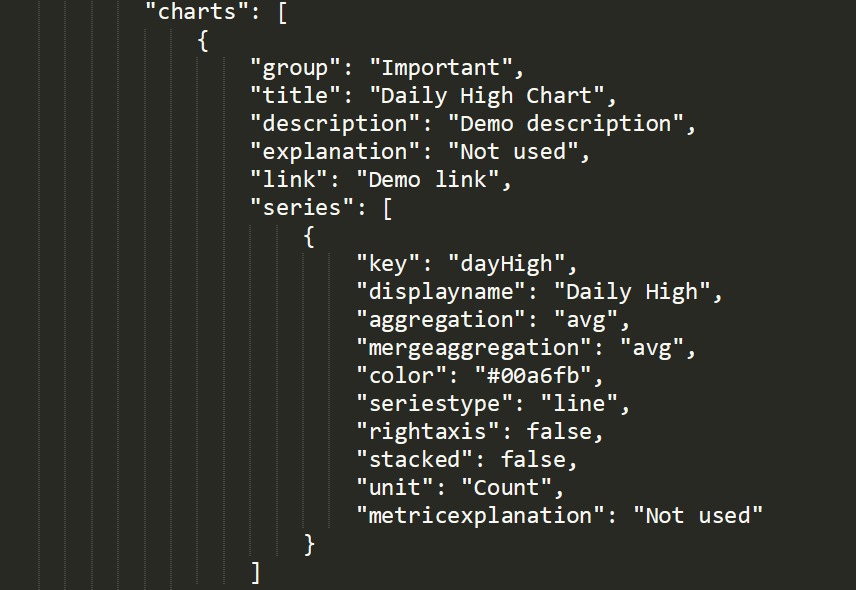 "charts": [
{
"group": "Important",
"title": "Daily High Chart",
"description": "Demo description",
"explanation": "Not used",
"link": "Demo link",
"series": [
{
"key": "dayHigh",
"displayname": "Daily High",
"aggregation": "avg",
"mergeaggregation": "avg",
"color": "#00a6fb",
"seriestype": "line",
"rightaxis": false,
"stacked": false,
"unit": "Count",
"metricexplanation": "Not used"
}
]